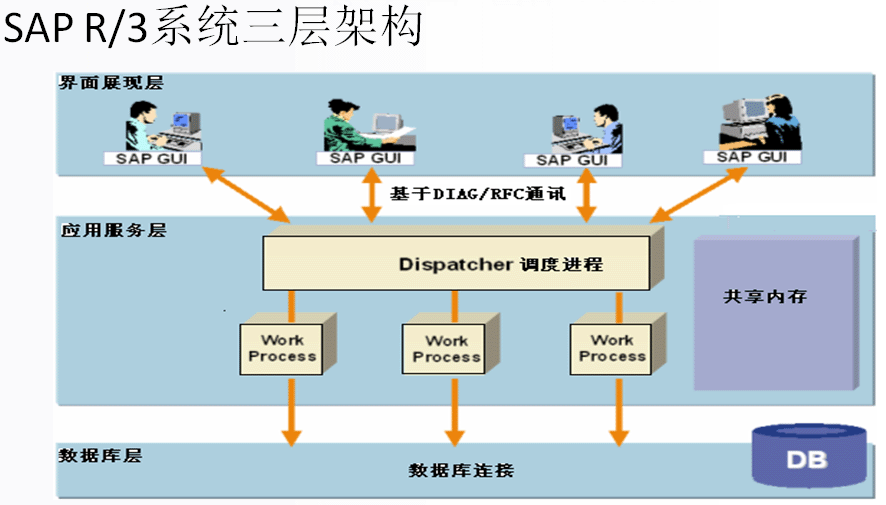 SAP R/3系统三层架构
界面展现层
SAP GUI
SAP GUI
SAP GUI
SAP GUI
基于DIAG/RFC通讯
应用服务层
Dispatcher 调度进程
共享内存
Work
Process
Work
Process
Work
Process
数据库层
数据库连接
DB